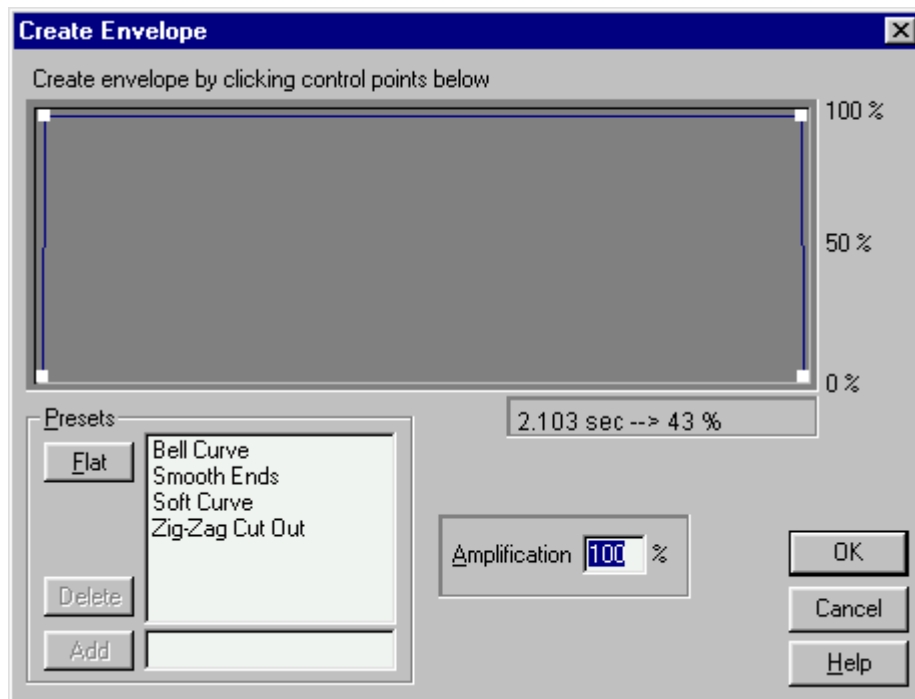 Create Envelope
Create envelope by clicking control points below
100 %
50 %
0 %
2.103 sec --> 43 %
Presets
Flat
Bell Curve
Smooth Ends
Soft Curve
Zig-Zag Cut Out
Delete
Add
Amplification 100 %
OK
Cancel
Help